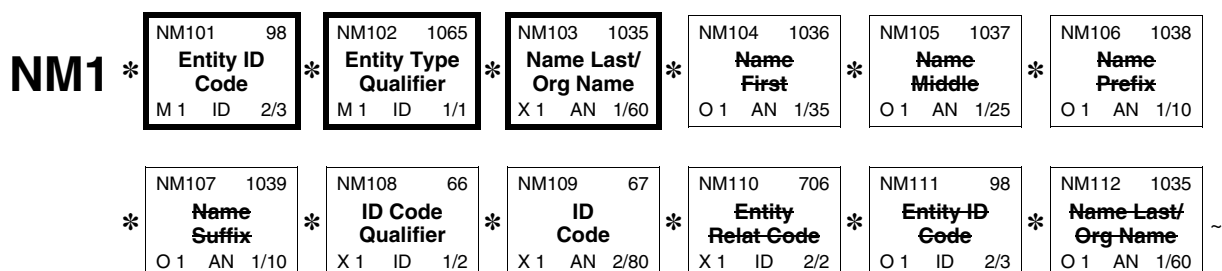 NM101 98 NM102 1065 NM103 1035 NM104 1036 NM105 1037 NM106 1038
NM1 * Entity ID * Entity Type * Name Last/ * Name * Name * Name
Code Qualifier Org Name First Middle Prefix
M 1 ID 2/3 M 1 ID 1/1 X 1 AN 1/60 O 1 AN 1/35 O 1 AN 1/25 O 1 AN 1/10
NM107 1039 NM108 66 NM109 67 NM110 706 NM111 98 NM112 1035
* Name * ID Code * ID * Entity * Entity ID * Name Last/ ~
Suffix Qualifier Code Relat Code Code Org Name
O 1 AN 1/10 X 1 ID 1/2 X 1 AN 2/80 X 1 ID 2/2 O 1 ID 2/3 O 1 AN 1/60